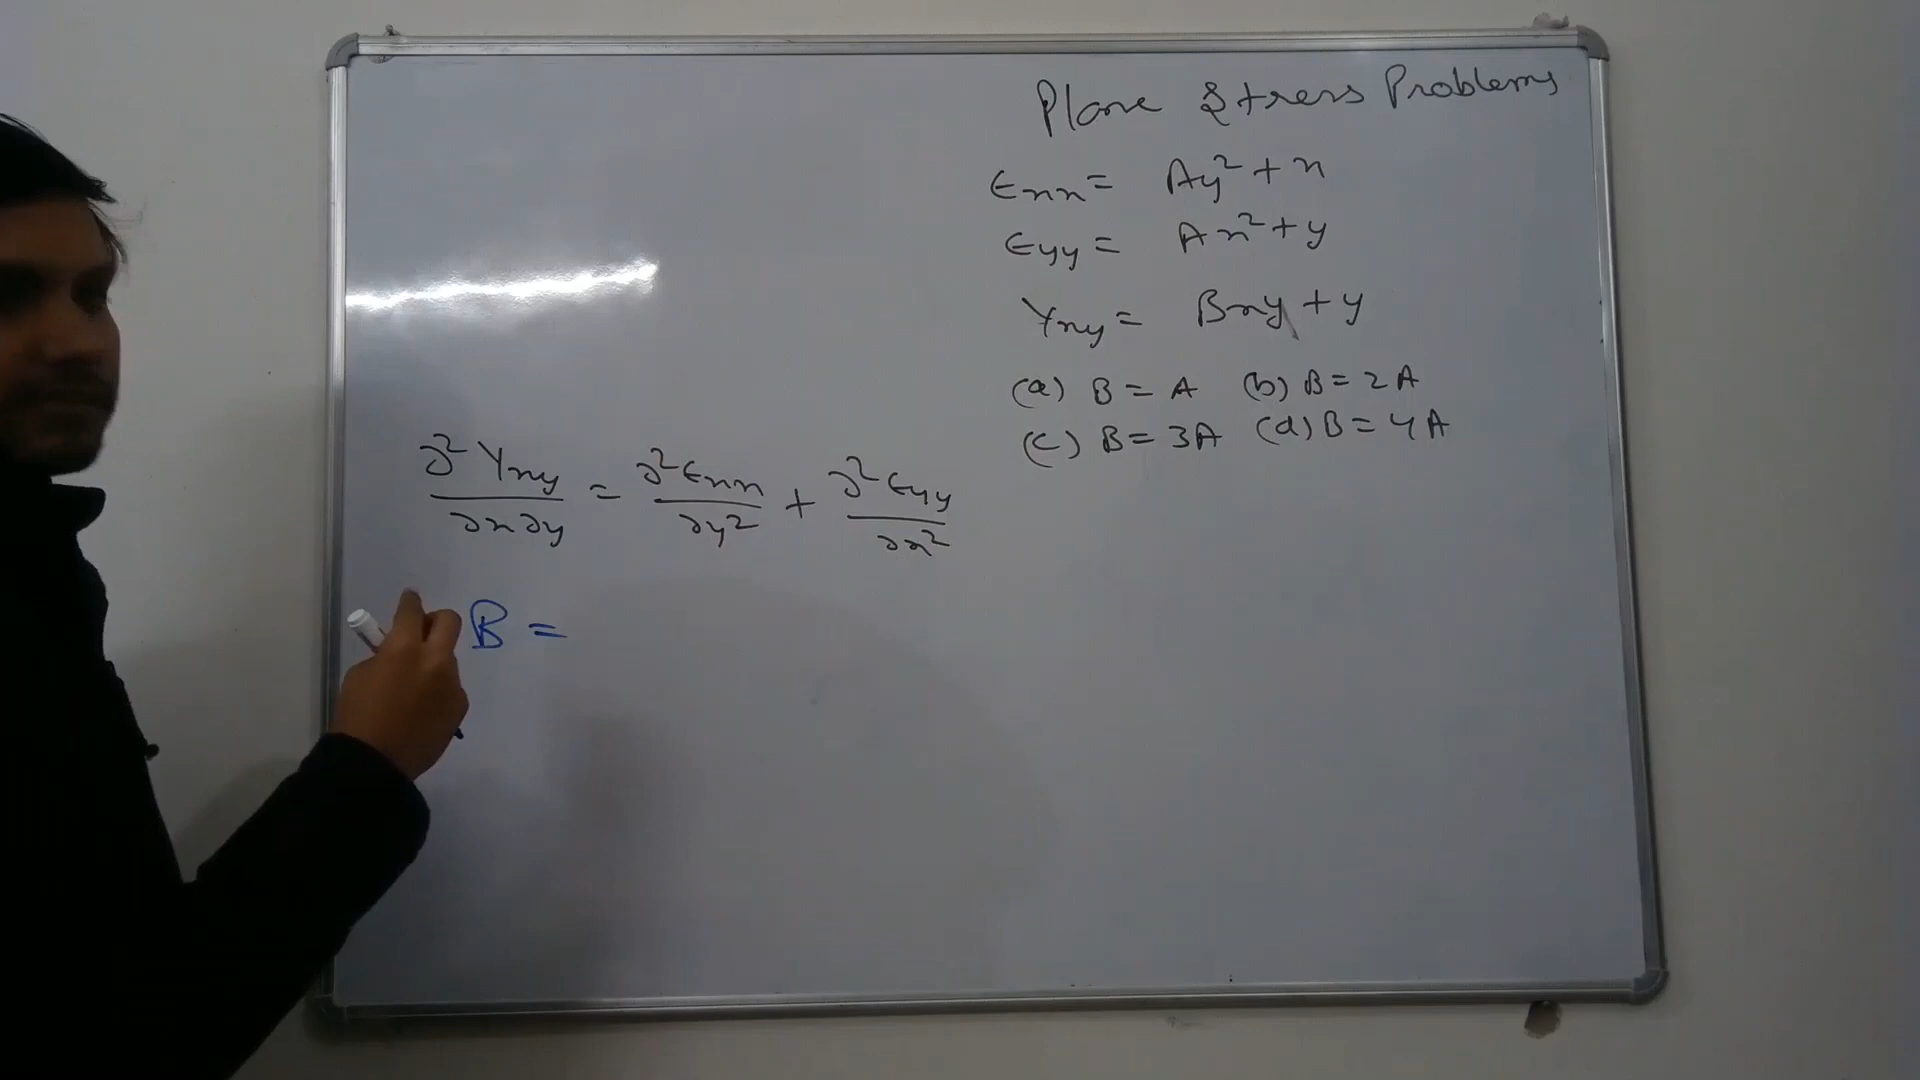 Plane Stress Problems
ϵxx = Ay² + x
ϵyy = Ax² + y
γxy = Bxy + y
(a) B = A (b) B = 2A
(c) B = 3A (d) B = 4A
∂²γxy/∂x∂y = ∂²ϵxx/∂y² + ∂²ϵyy/∂x²
B =